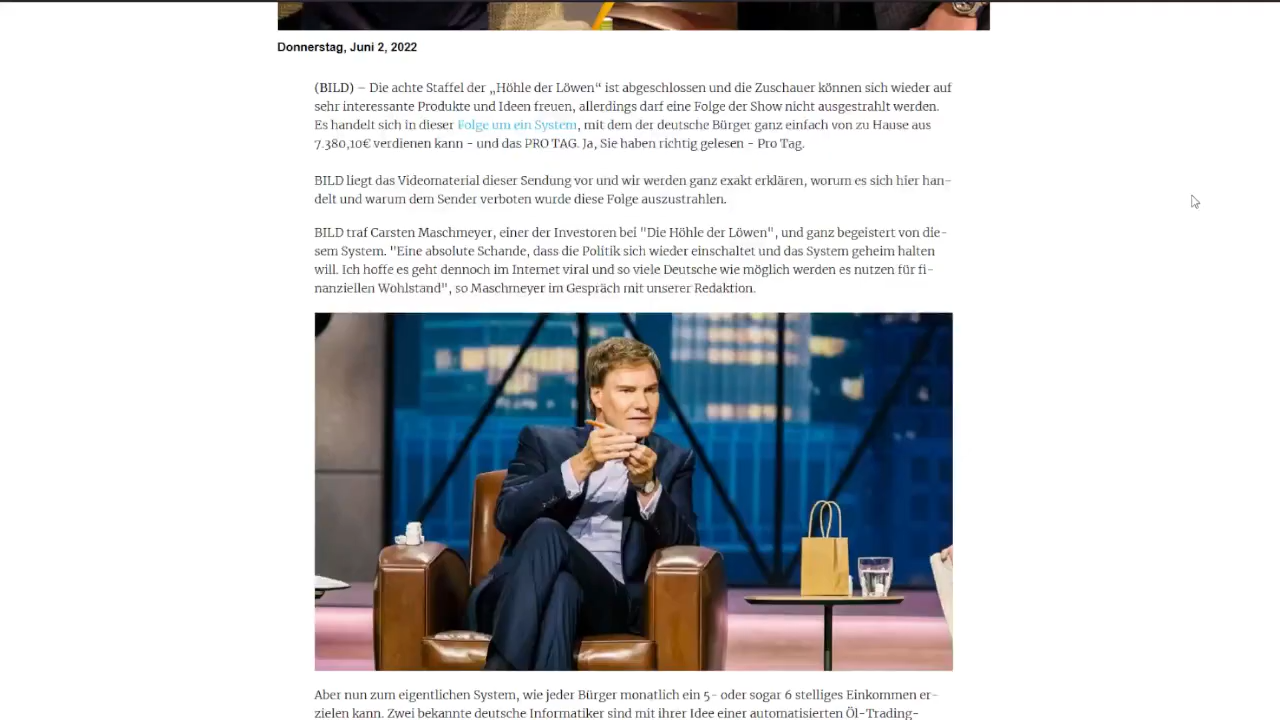 Donnerstag, Juni 2, 2022
(BILD) – Die achte Staffel der „Höhle der Löwen“ ist abgeschlossen und die Zuschauer können sich wieder auf
sehr interessante Produkte und Ideen freuen, allerdings darf eine Folge der Show nicht ausgestrahlt werden.
Es handelt sich in dieser Folge um ein System, mit dem der deutsche Bürger ganz einfach von zu Hause aus
7.380,10€ verdienen kann - und das PRO TAG. Ja, Sie haben richtig gelesen - Pro Tag.
BILD liegt das Videomaterial dieser Sendung vor und wir werden ganz exakt erklären, worum es sich hier han-
delt und warum dem Sender verboten wurde diese Folge auszustrahlen.
BILD traf Carsten Maschmeyer, einer der Investoren bei "Die Höhle der Löwen", und ganz begeistert von die-
sem System. "Eine absolute Schande, dass die Politik sich wieder einschaltet und das System geheim halten
will. Ich hoffe es geht dennoch im Internet viral und so viele Deutsche wie möglich werden es nutzen für fi-
nanziellen Wohlstand", so Maschmeyer im Gespräch mit unserer Redaktion.
Aber nun zum eigentlichen System, wie jeder Bürger monatlich ein 5- oder sogar 6 stelliges Einkommen er-
zielen kann. Zwei bekannte deutsche Informatiker sind mit ihrer Idee einer automatisierten Öl-Trading-